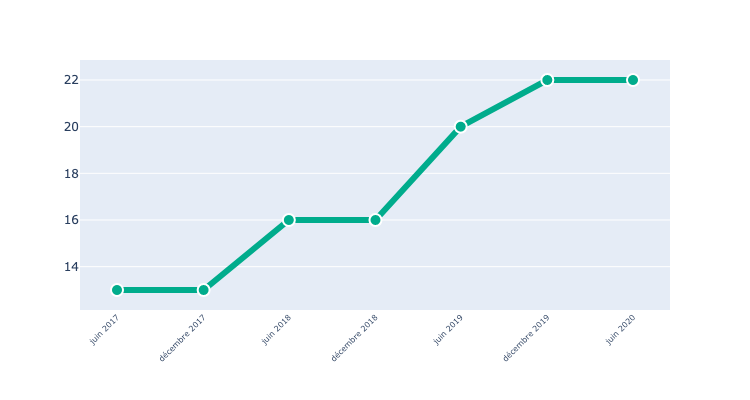 22
20
18
16
14
juin 2017
décembre 2017
juin 2018
décembre 2018
juin 2019
décembre 2019
juin 2020